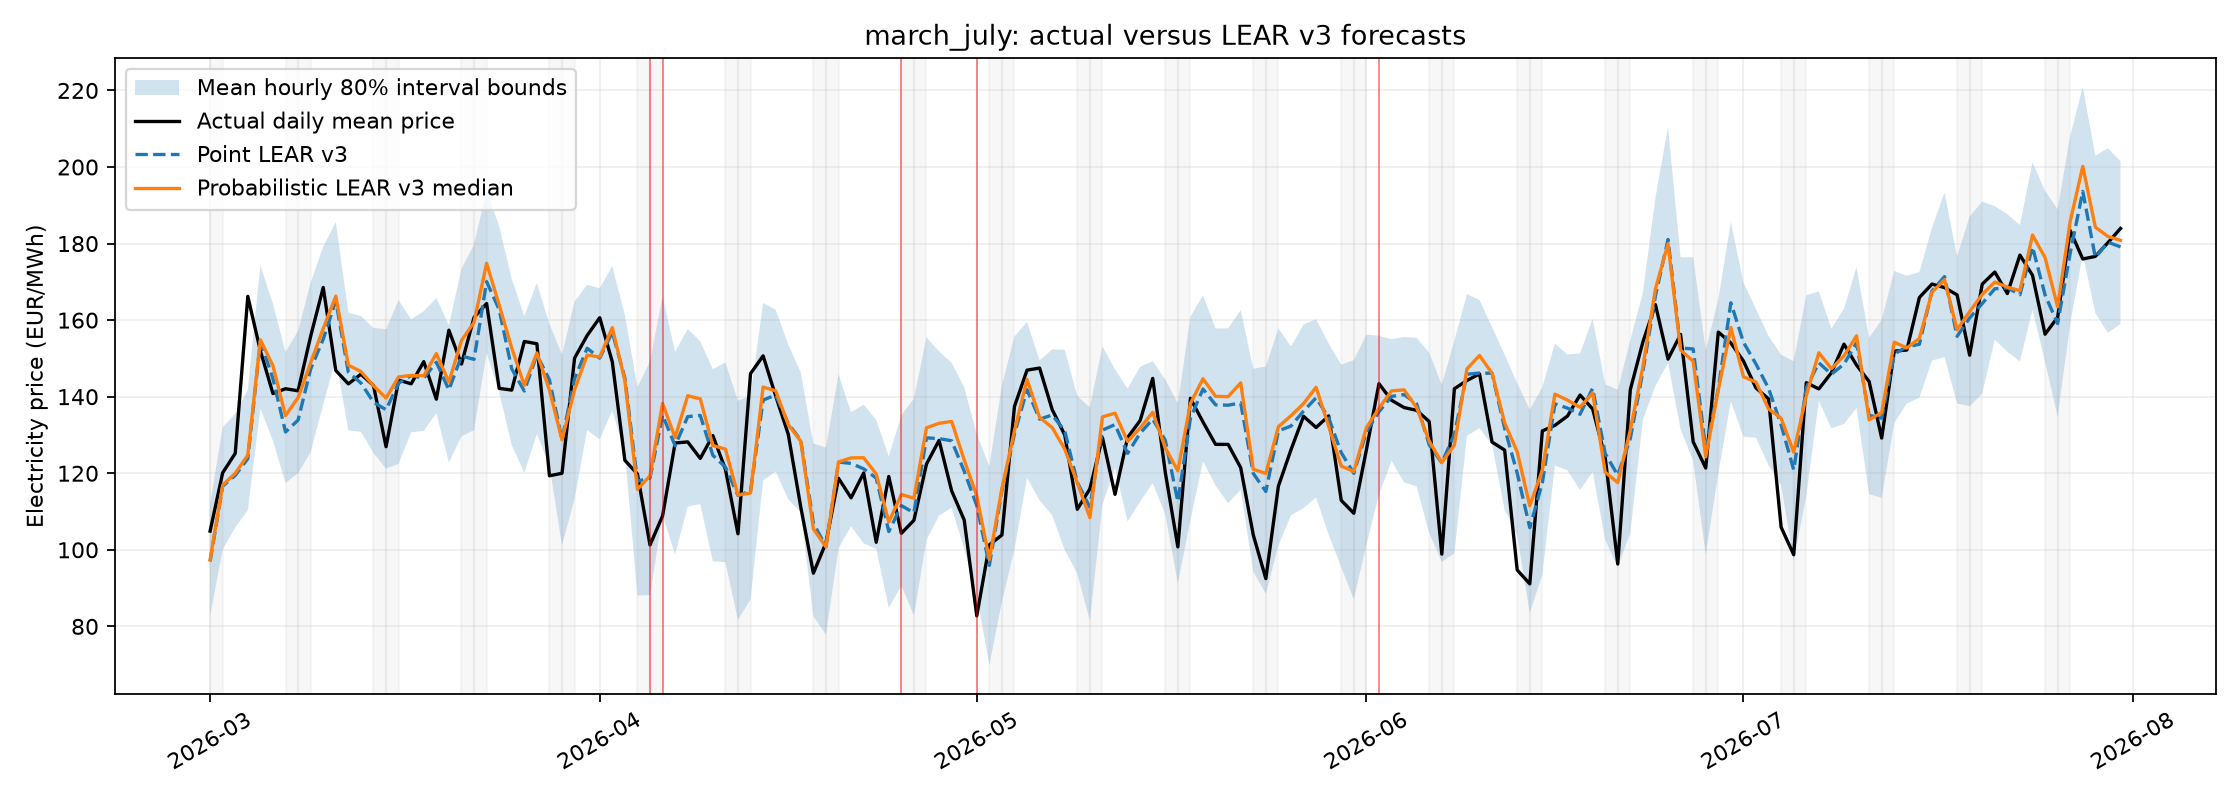 march_july: actual versus LEAR v3 forecasts
Mean hourly 80% interval bounds
Actual daily mean price
Point LEAR v3
Probabilistic LEAR v3 median
Electricity price (EUR/MWh)
220
200
180
160
140
120
100
80
2026-03
2026-04
2026-05
2026-06
2026-07
2026-08